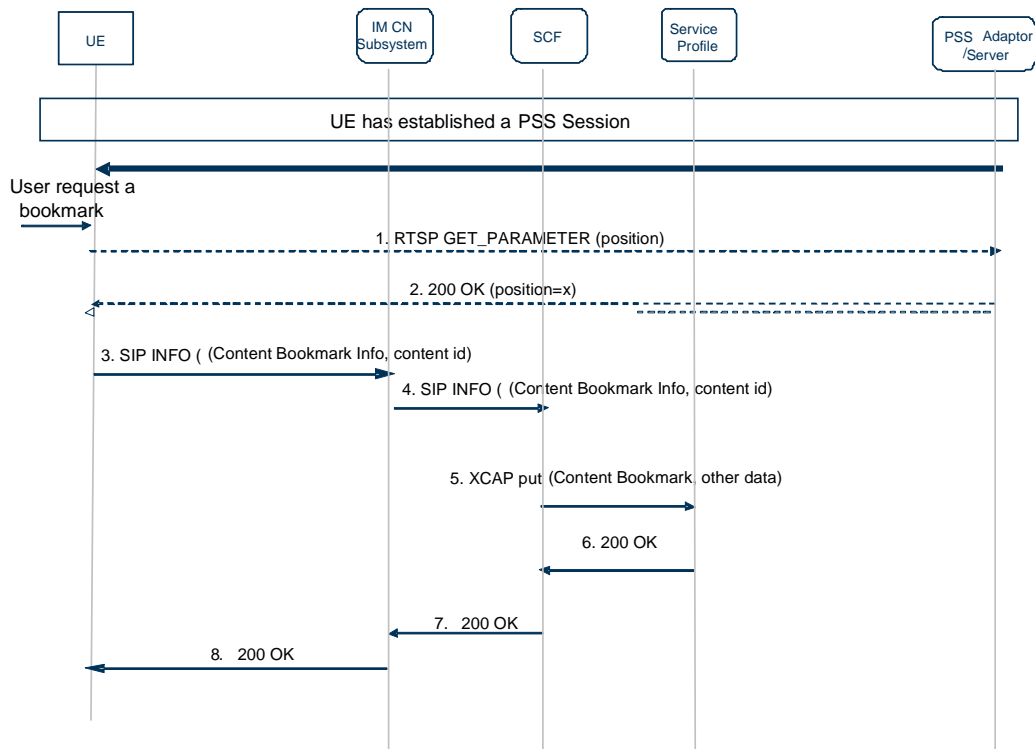 UE
IM CN
Subsystem
SCF
Service
Profile
PSS Adaptor
/Server
UE has established a PSS Session
User request a
bookmark
1. RTSP GET_PARAMETER (position)
2. 200 OK (position=x)
3. SIP INFO ( (Content Bookmark Info, content id)
4. SIP INFO ( (Content Bookmark Info, content id)
5. XCAP put (Content Bookmark, other data)
6. 200 OK
7. 200 OK
8. 200 OK